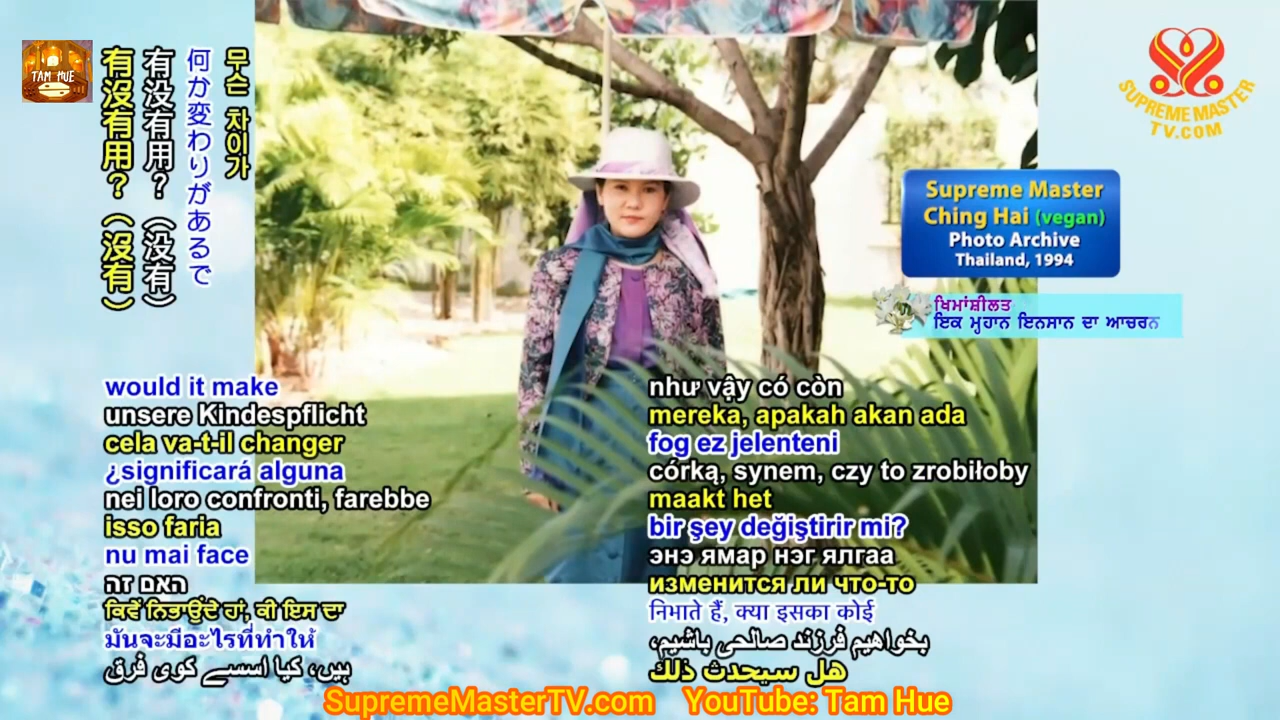 TAM HUE
무슨 차이가
何か変わりがあるで
有没有用？（没有）
有沒有用？（沒有）
SUPREME MASTER
TV.COM
Supreme Master
Ching Hai (vegan)
Photo Archive
Thailand, 1994
ਖਿਮਾਂਸ਼ੀਲਤ
ਇਕ ਮੁਹਾਨ ਇਨਸਾਨ ਦਾ ਆਚਰਨ
would it make
unsere Kindespflicht
cela va-t-il changer
¿significará alguna
nei loro confronti, farebbe
isso faria
nu mai face
האם זה
ਕਿਵੇਂ ਨਿਭਾਉਂਦੇ ਹਾਂ, ਕੀ ਇਸ ਦਾ
มันจะมีอะไรที่ทำให้
ہیں، کیا اسسے کوی فرق
như vậy có còn
mereka, apakah akan ada
fog ez jelenteni
córką, synem, czy to zrobiłoby
maakt het
bir şey değiştirir mi?
энэ ямар нэг ялгаа
изменится ли что-то
निभाते हैं, क्या इसका कोई
بخواهیم فرزند صالحی باشیم،
هل سيحدث ذلك
SupremeMasterTV.com YouTube: Tam Hue